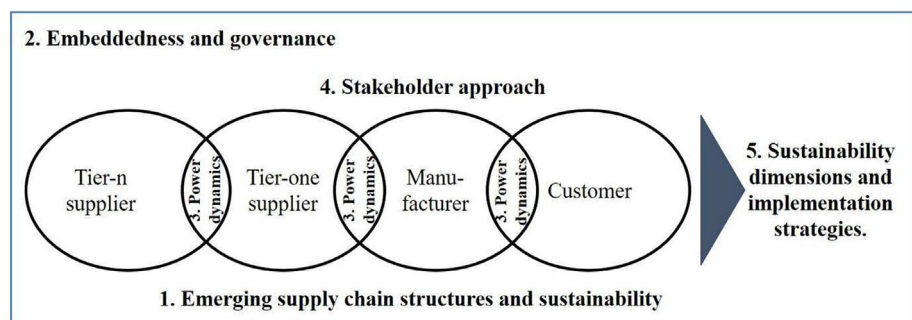 2. Embeddedness and governance
4. Stakeholder approach
Tier-n
supplier
3. Power
dynamics
Tier-one
supplier
3. Power
dynamics
Manu-
facturer
3. Power
dynamics
Customer
5. Sustainability
dimensions and
implementation
strategies.
1. Emerging supply chain structures and sustainability